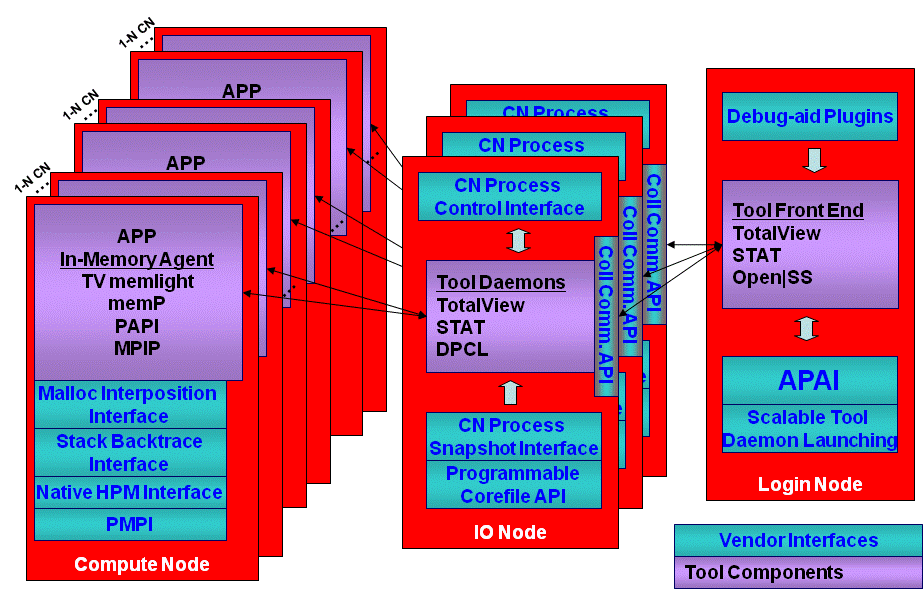 1-N CN
1-N CN
1-N CN
APP
APP
APP
In-Memory Agent
TV memlight
memP
PAPI
MPIP
Malloc Interposition
Interface
Stack Backtrace
Interface
Native HPM Interface
PMPI
Compute Node
CN Process
CN Process
CN Process
Control Interface
Tool Daemons
TotalView
STAT
DPCL
Coll Comm. API
Coll Comm. API
Coll Comm. API
CN Process
Snapshot Interface
Programmable
Corefile API
IO Node
Debug-aid Plugins
Tool Front End
TotalView
STAT
Open|SS
APAI
Scalable Tool
Daemon Launching
Login Node
Vendor Interfaces
Tool Components